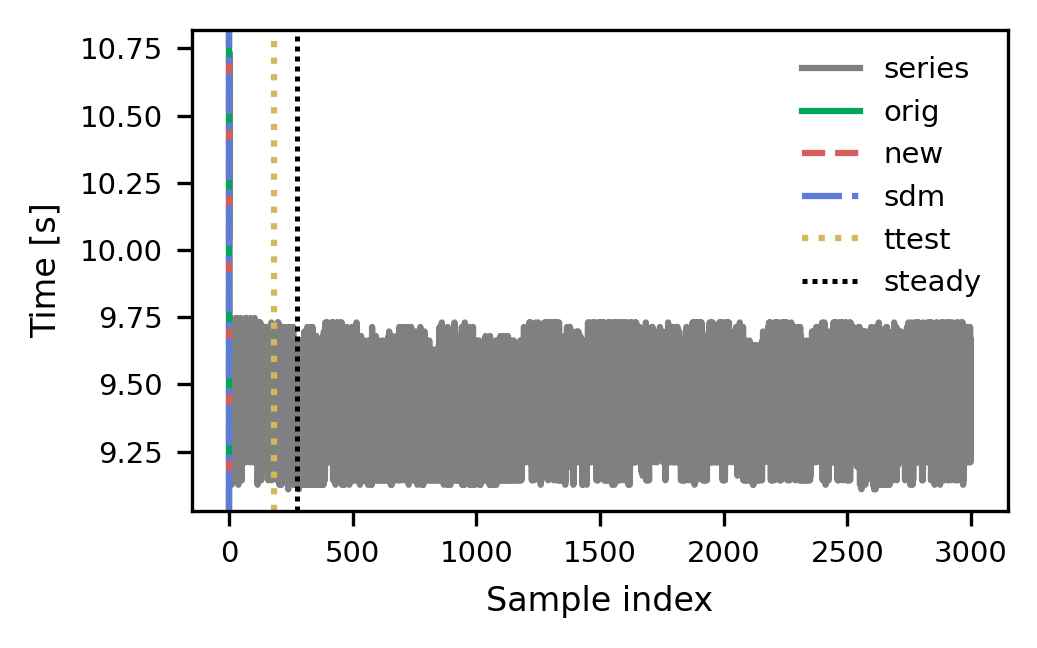 10.75
10.50
10.25
10.00
9.75
9.50
9.25
Time [s]
series
orig
new
sdm
ttest
steady
0
500
1000
1500
2000
2500
3000
Sample index